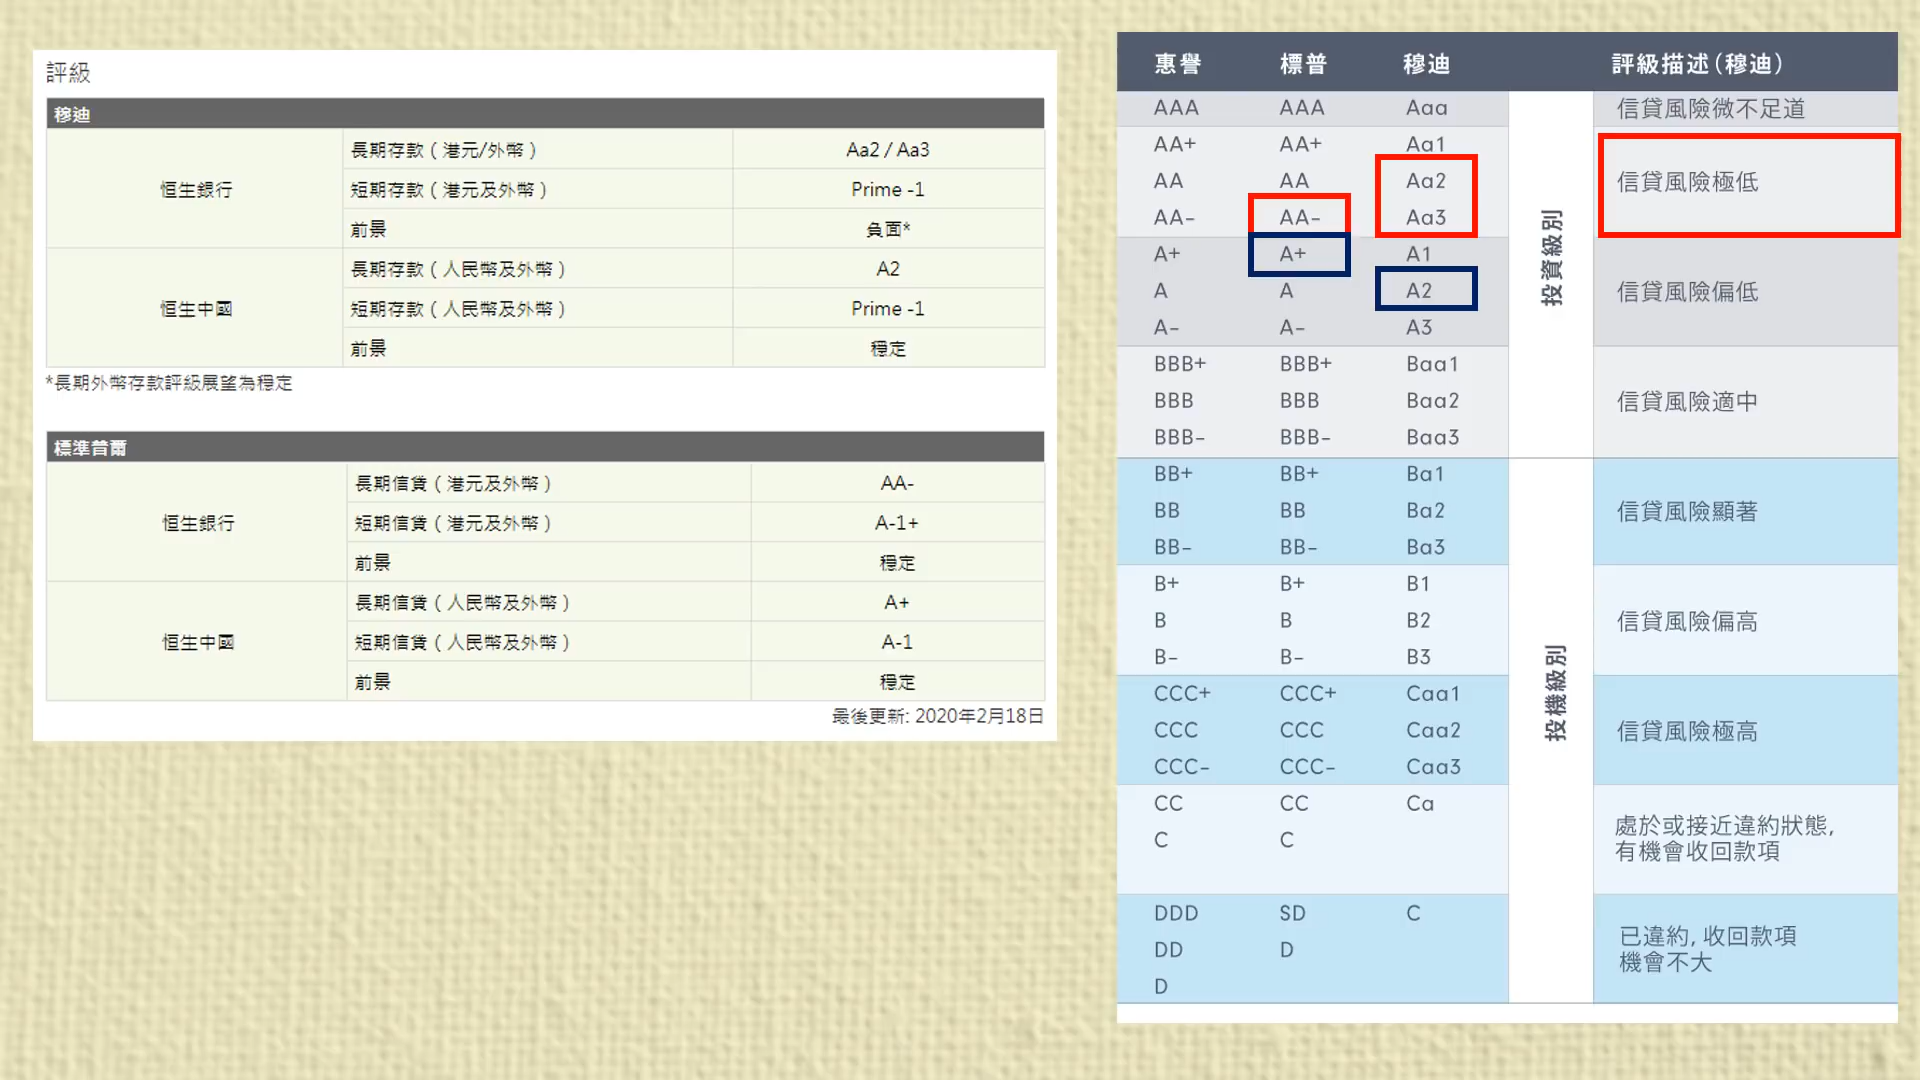 評級
穆迪
恒生銀行
長期存款 ( 港元/外幣 ) Aa2 / Aa3
短期存款 ( 港元及外幣 ) Prime -1
前景 負面*
恒生中國
長期存款 ( 人民幣及外幣 ) A2
短期存款 ( 人民幣及外幣 ) Prime -1
前景 穩定
*長期外幣存款評級展望為穩定
標準普爾
恒生銀行
長期信貸 ( 港元及外幣 ) AA-
短期信貸 ( 港元及外幣 ) A-1+
前景 穩定
恒生中國
長期信貸 ( 人民幣及外幣 ) A+
短期信貸 ( 人民幣及外幣 ) A-1
前景 穩定
最後更新: 2020年2月18日
惠譽 標普 穆迪 評級描述(穆迪)
AAA AAA Aaa 信貸風險微不足道
AA+ AA+ Aa1
AA AA Aa2 信貸風險極低
AA- AA- Aa3
A+ A+ A1
A A A2 信貸風險偏低
A- A- A3
BBB+ BBB+ Baa1
BBB BBB Baa2 信貸風險適中
BBB- BBB- Baa3
投資級別
BB+ BB+ Ba1
BB BB Ba2 信貸風險顯著
BB- BB- Ba3
B+ B+ B1
B B B2 信貸風險偏高
B- B- B3
CCC+ CCC+ Caa1
CCC CCC Caa2 信貸風險極高
CCC- CCC- Caa3
CC CC Ca 處於或接近違約狀態,
C C 有機會收回款項
DDD SD C 已違約, 收回款項
DD D 機會不大
D
投機級別